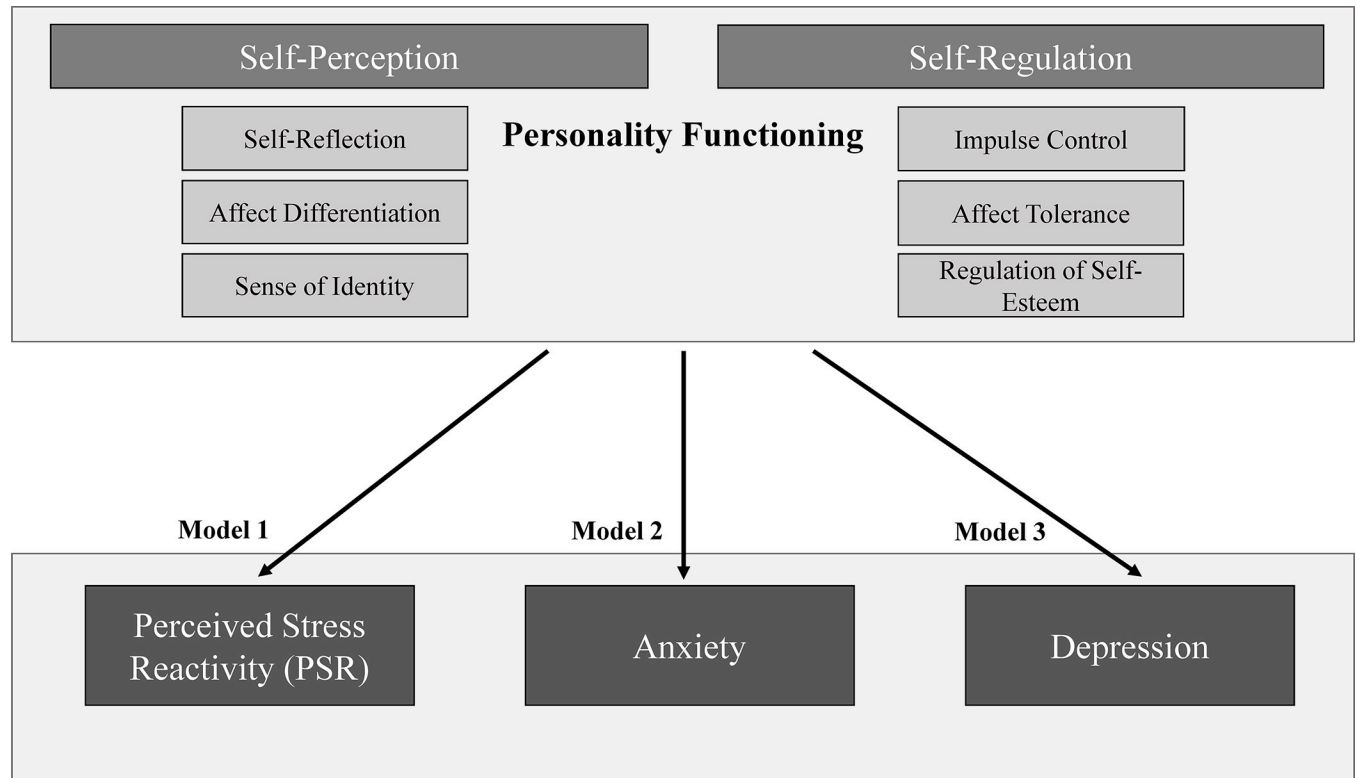 Self-Perception
Self-Regulation
Personality Functioning
Self-Reflection
Affect Differentiation
Sense of Identity
Impulse Control
Affect Tolerance
Regulation of Self-
Esteem
Model 1
Model 2
Model 3
Perceived Stress
Reactivity (PSR)
Anxiety
Depression